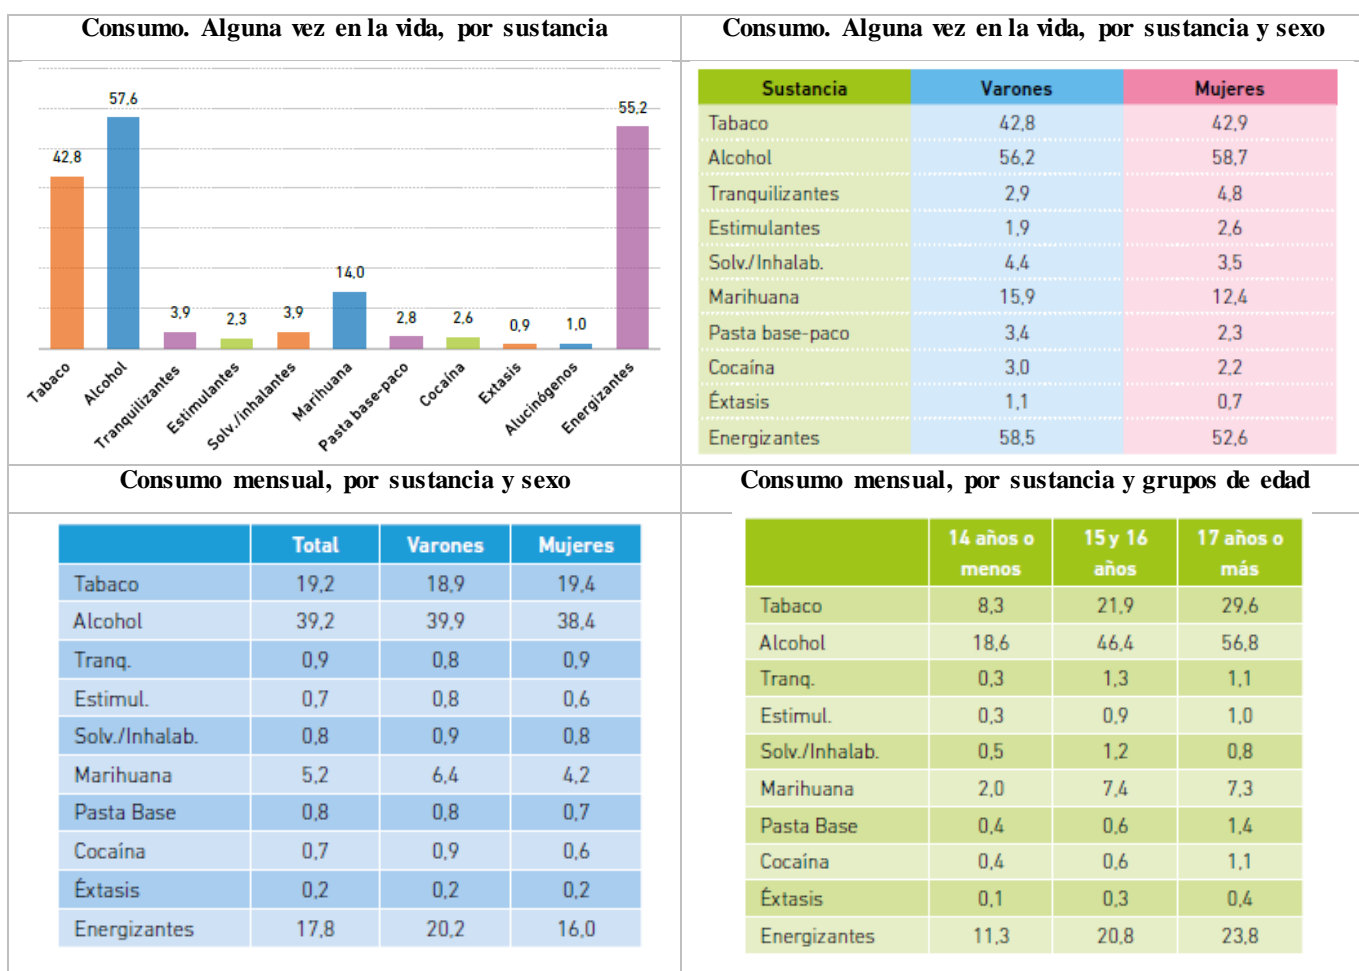 Consumo. Alguna vez en la vida, por sustancia
57,6
55,2
42,8
14,0
3,9
2,3
3,9
2,8
2,6
0,9
1,0
Tabaco
Alcohol
Tranquilizantes
Estimulantes
Solv./inhalantes
Marihuana
Pasta base-paco
Cocaína
Extasis
Alucinógenos
Energizantes
Consumo. Alguna vez en la vida, por sustancia y sexo
Sustancia Varones Mujeres
Tabaco 42,8 42,9
Alcohol 56,2 58,7
Tranquilizantes 2,9 4,8
Estimulantes 1,9 2,6
Solv./Inhalab. 4,4 3,5
Marihuana 15,9 12,4
Pasta base-paco 3,4 2,3
Cocaína 3,0 2,2
Éxtasis 1,1 0,7
Energizantes 58,5 52,6
Consumo mensual, por sustancia y sexo
Total Varones Mujeres
Tabaco 19,2 18,9 19,4
Alcohol 39,2 39,9 38,4
Tranq. 0,9 0,8 0,9
Estimul. 0,7 0,8 0,6
Solv./Inhalab. 0,8 0,9 0,8
Marihuana 5,2 6,4 4,2
Pasta Base 0,8 0,8 0,7
Cocaína 0,7 0,9 0,6
Éxtasis 0,2 0,2 0,2
Energizantes 17,8 20,2 16,0
Consumo mensual, por sustancia y grupos de edad
14 años o 15 y 16 17 años o
menos años más
Tabaco 8,3 21,9 29,6
Alcohol 18,6 46,4 56,8
Tranq. 0,3 1,3 1,1
Estimul. 0,3 0,9 1,0
Solv./Inhalab. 0,5 1,2 0,8
Marihuana 2,0 7,4 7,3
Pasta Base 0,4 0,6 1,4
Cocaína 0,4 0,6 1,1
Éxtasis 0,1 0,3 0,4
Energizantes 11,3 20,8 23,8